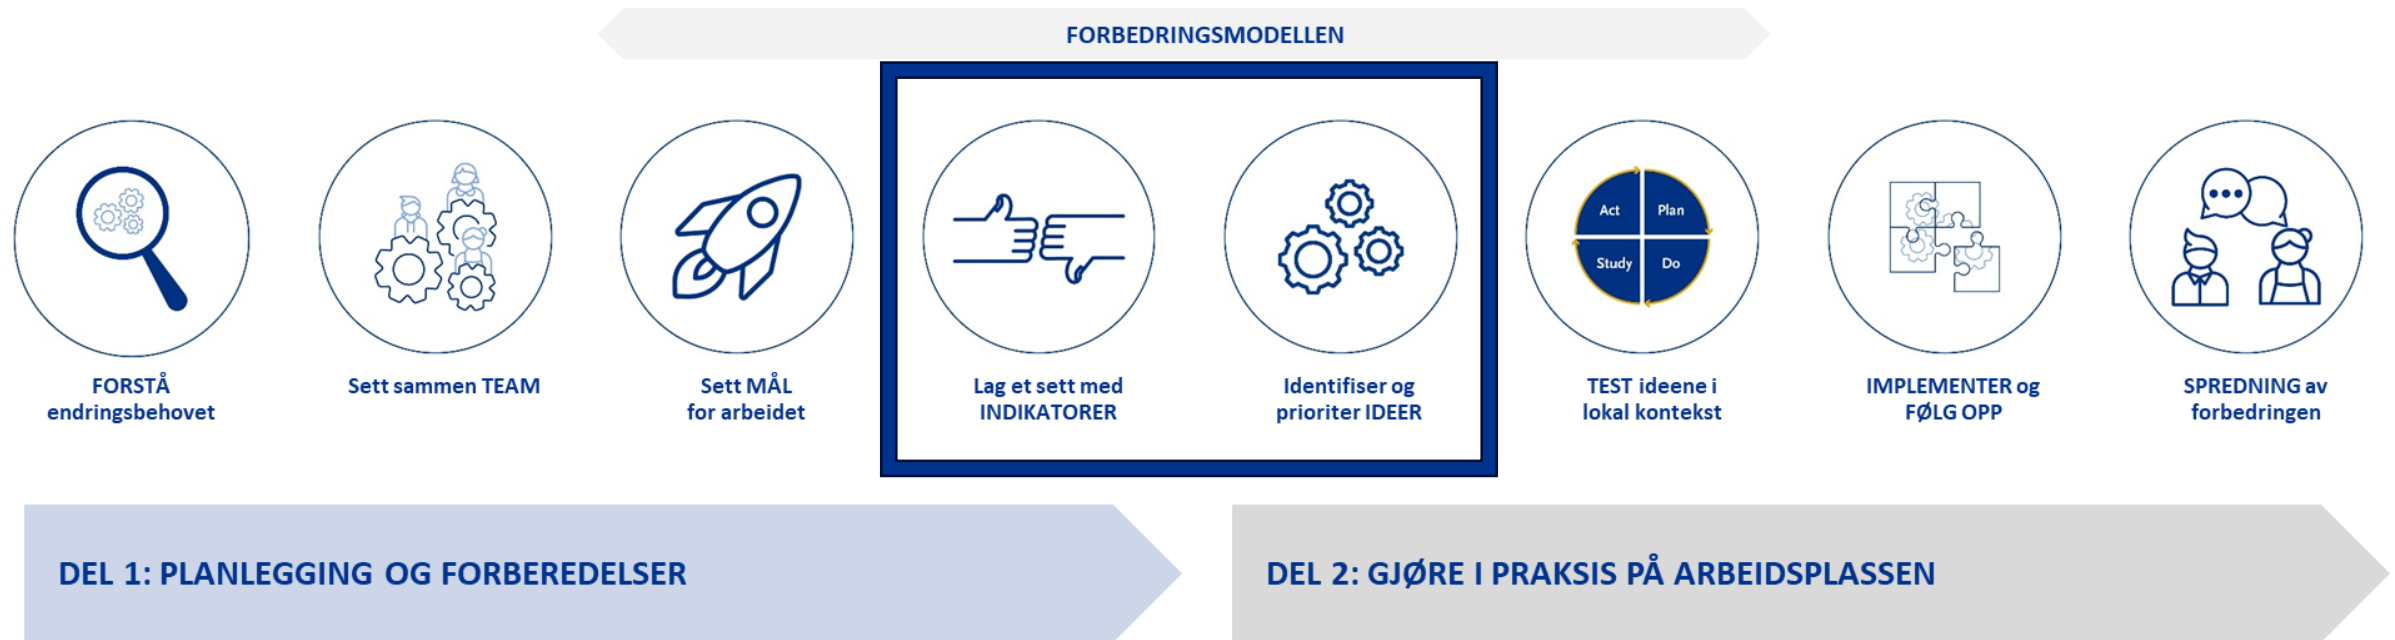 FORBEDRINGSMODELLEN
FORSTÅ
endringsbehovet
Sett sammen TEAM
Sett MÅL
for arbeidet
Lag et sett med
INDIKATORER
Identifiser og
prioriter IDEER
Act
Plan
Study
Do
TEST ideene i
lokal kontekst
IMPLEMENTER og
FØLG OPP
SPREDNING av
forbedringen
DEL 1: PLANLEGGING OG FORBEREDELSER
DEL 2: GJØRE I PRAKSIS PÅ ARBEIDSPLASSEN